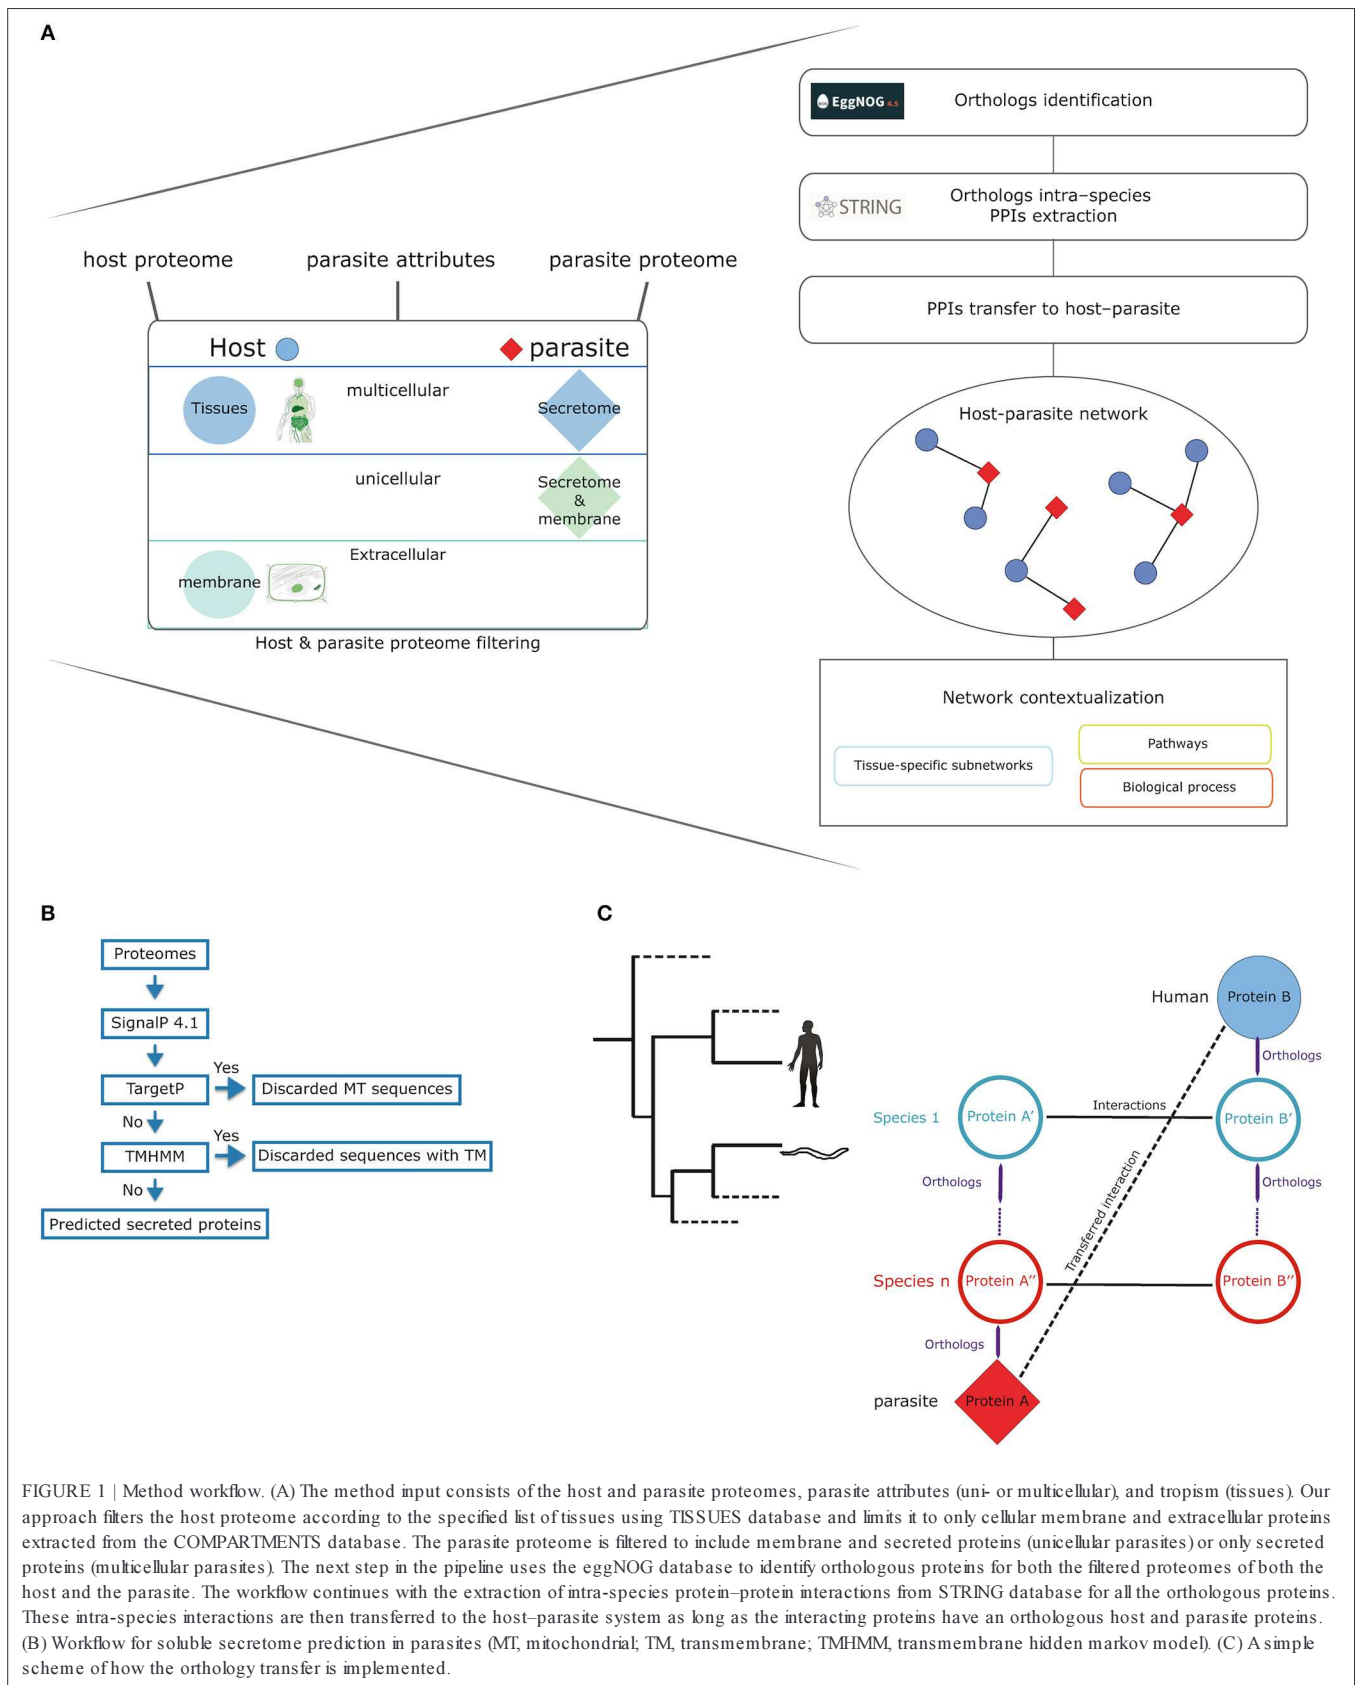 A
EggNOG 4.5
Orthologs identification
STRING
Orthologs intra–species
PPIs extraction
host proteome
parasite attributes
parasite proteome
PPIs transfer to host–parasite
Host
parasite
Tissues
multicellular
Secretome
unicellular
Secretome
&
membrane
Extracellular
membrane
Host & parasite proteome filtering
Host-parasite network
Network contextualization
Tissue-specific subnetworks
Pathways
Biological process
B
Proteomes
SignalP 4.1
TargetP
Yes
Discarded MT sequences
No
TMHMM
Yes
Discarded sequences with TM
No
Predicted secreted proteins
C
Human
Protein B
Orthologs
Species 1
Protein A′
Interactions
Protein B′
Orthologs
Orthologs
Transferred interaction
Species n
Protein A′′
Protein B′′
Orthologs
parasite
Protein A
FIGURE 1 | Method workflow. (A) The method input consists of the host and parasite proteomes, parasite attributes (uni- or multicellular), and tropism (tissues). Our
approach filters the host proteome according to the specified list of tissues using TISSUES database and limits it to only cellular membrane and extracellular proteins
extracted from the COMPARTMENTS database. The parasite proteome is filtered to include membrane and secreted proteins (unicellular parasites) or only secreted
proteins (multicellular parasites). The next step in the pipeline uses the eggNOG database to identify orthologous proteins for both the filtered proteomes of both the
host and the parasite. The workflow continues with the extraction of intra-species protein–protein interactions from STRING database for all the orthologous proteins.
These intra-species interactions are then transferred to the host–parasite system as long as the interacting proteins have an orthologous host and parasite proteins.
(B) Workflow for soluble secretome prediction in parasites (MT, mitochondrial; TM, transmembrane; TMHMM, transmembrane hidden markov model). (C) A simple
scheme of how the orthology transfer is implemented.